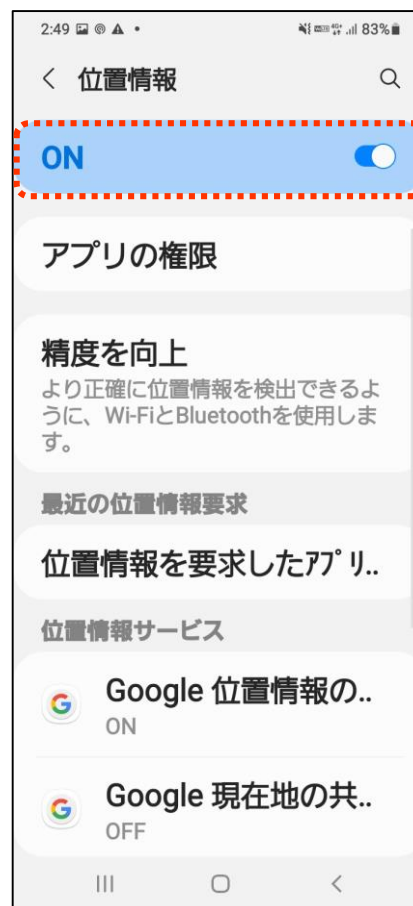 2:49
83%
位置情報
ON
アプリの権限
精度を向上
より正確に位置情報を検出できるよ
うに、Wi-FiとBluetoothを使用しま
す。
最近の位置情報要求
位置情報を要求したｱﾌﾟﾘ..
位置情報サービス
Google 位置情報の..
ON
Google 現在地の共..
OFF